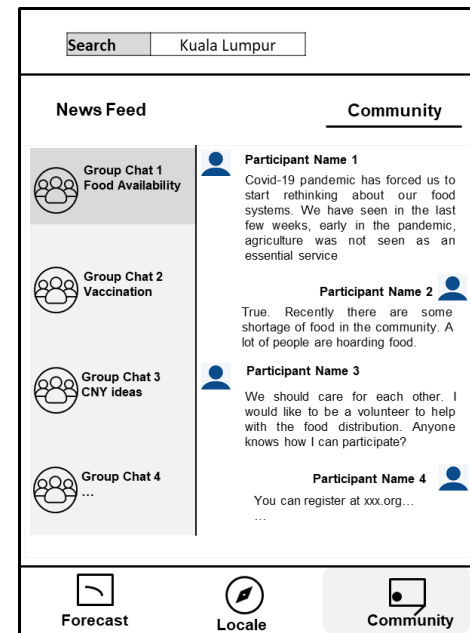 Search Kuala Lumpur
News Feed Community
Group Chat 1
Food Availability
Group Chat 2
Vaccination
Group Chat 3
CNY ideas
Group Chat 4
...
Participant Name 1
Covid-19 pandemic has forced us to
start rethinking about our food
systems. We have seen in the last
few weeks, early in the pandemic,
agriculture was not seen as an
essential service
Participant Name 2
True. Recently there are some
shortage of food in the community. A
lot of people are hoarding food.
Participant Name 3
We should care for each other. I
would like to be a volunteer to help
with the food distribution. Anyone
knows how I can participate?
Participant Name 4
You can register at xxx.org...
...
Forecast Locale Community